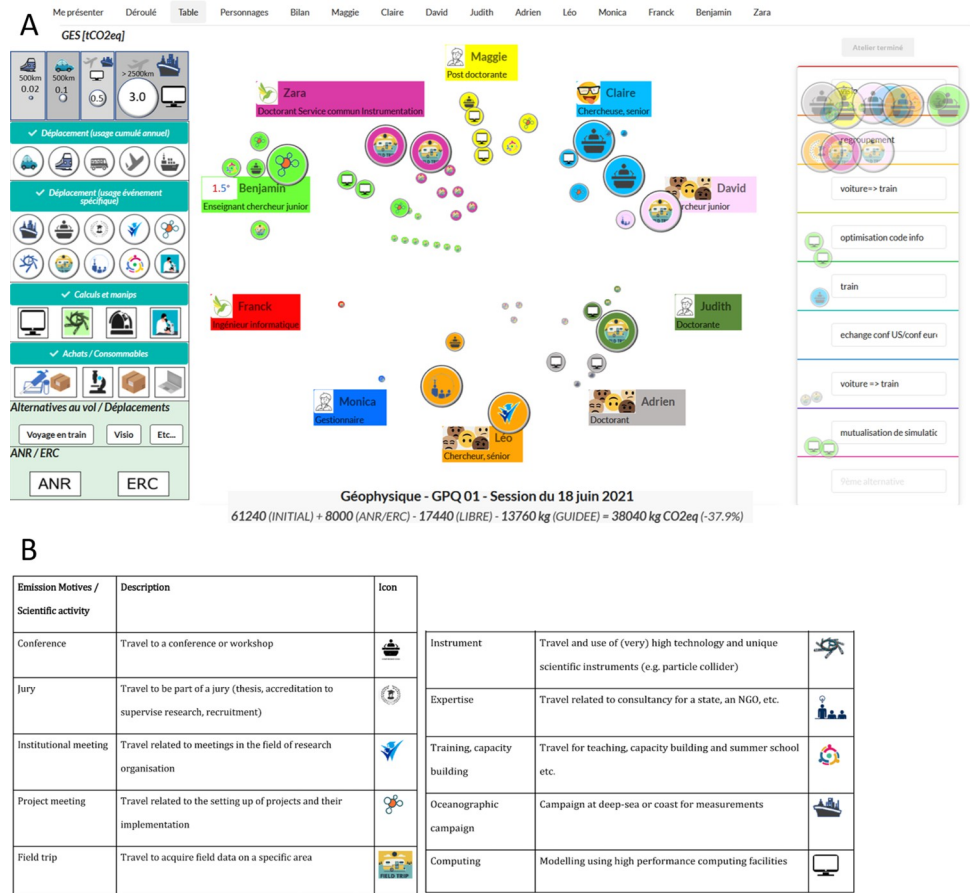 Me présenter Déroulé Table Personnages Bilan Maggie Claire David Judith Adrien Léo Monica Franck Benjamin Zara
A
GES [tCO2eq]
500km
0.02
500km
0.1
0.5
> 2500km
3.0
Déplacement (usage cumulé annuel)
Déplacement (usage événement
spécifique)
Calculs et manips
Achats / Consommables
Alternatives au vol / Déplacements
Voyage en train Visio Etc...
ANR / ERC
ANR ERC
Maggie
Post doctorante
Zara
Doctorant Service commun Instrumentation
Claire
Chercheuse, senior
1.5° Benjamin
Enseignant chercheur junior
David
rcheur junior
Franck
Ingénieur informatique
Judith
Doctorante
Monica
Gestionnaire
Léo
Chercheur, sénior
Adrien
Doctorant
Atelier terminé
regroupement
voiture=> train
optimisation code info
train
echange conf US/conf euro
voiture => train
mutualisation de simulatic
9ème alternative
Géophysique - GPQ 01 - Session du 18 juin 2021
61240 (INITIAL) + 8000 (ANR/ERC) - 17440 (LIBRE) - 13760 kg (GUIDEE) = 38040 kg CO2eq (-37.9%)
B
Emission Motives /
Scientific activity
Description
Icon
Conference
Travel to a conference or workshop
Jury
Travel to be part of a jury (thesis, accreditation to
supervise research, recruitment)
Institutional meeting
Travel related to meetings in the field of research
organisation
Project meeting
Travel related to the setting up of projects and their
implementation
Field trip
Travel to acquire field data on a specific area
FIELD TRIP
Instrument
Travel and use of (very) high technology and unique
scientific instruments (e.g. particle collider)
Expertise
Travel related to consultancy for a state, an NGO, etc.
Training, capacity
building
Travel for teaching, capacity building and summer school
etc.
Oceanographic
campaign
Campaign at deep-sea or coast for measurements
Computing
Modelling using high performance computing facilities